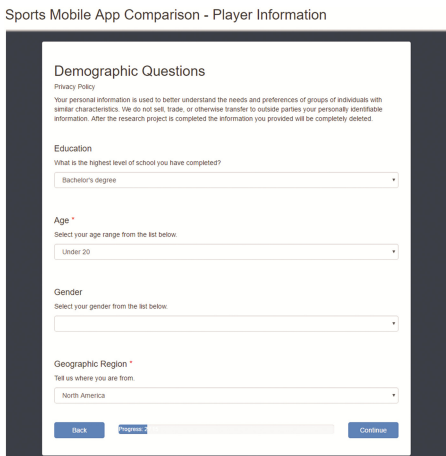 Sports Mobile App Comparison - Player Information
Demographic Questions
Privacy Policy
Your personal information is used to better understand the needs and preferences of groups of individuals with
similar characteristics. We do not sell, trade, or otherwise transfer to outside parties your personally identifiable
information. After the research project is completed the information you provided will be completely deleted.
Education
What is the highest level of school you have completed?
Bachelor's degree
Age *
Select your age range from the list below.
Under 20
Gender
Select your gender from the list below.
Geographic Region *
Tell us where you are from.
North America
Back
Progress: 2
Continue